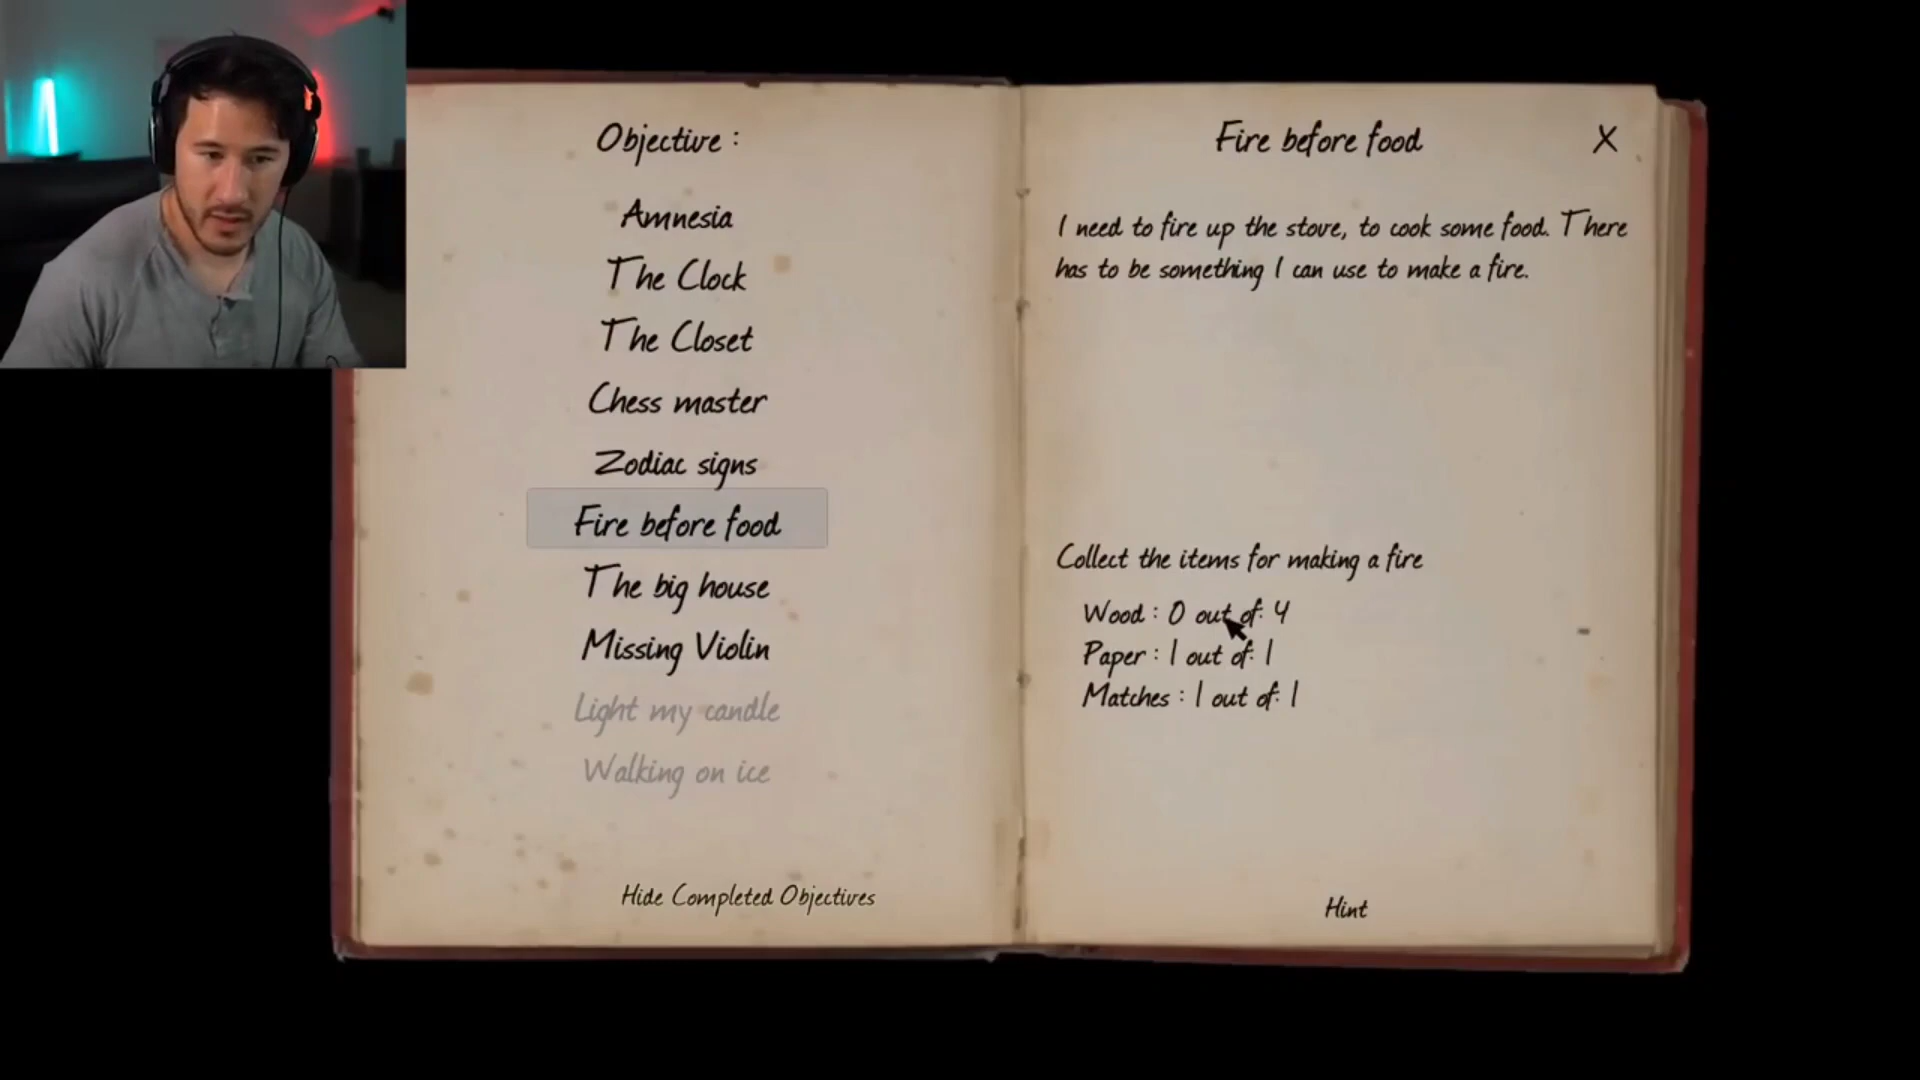 Objective :
Amnesia
The Clock
The Closet
Chess master
Zodiac signs
Fire before food
The big house
Missing Violin
Light my candle
Walking on ice
Hide Completed Objectives
Fire before food
X
I need to fire up the stove, to cook some food. There
has to be something I can use to make a fire.
Collect the items for making a fire
Wood : 0 out of: 4
Paper : 1 out of: 1
Matches : 1 out of: 1
Hint